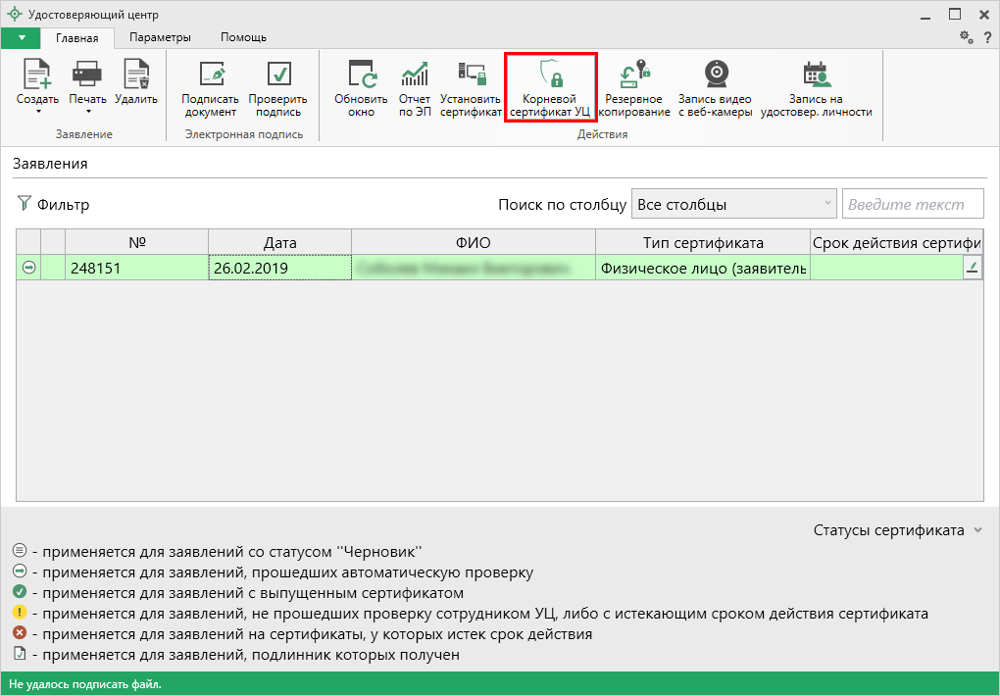 Удостоверяющий центр
Главная Параметры Помощь ?
Создать Печать Удалить Подписать документ Проверить подпись Обновить окно Отчет по ЭП Установить сертификат Корневой сертификат УЦ Резервное копирование Запись видео с веб-камеры Запись на удостовер. личности
Заявление Электронная подпись Действия
Заявления
Фильтр Поиск по столбцу Все столбцы Введите текст
№ Дата ФИО Тип сертификата Срок действия сертифи
248151 26.02.2019 Физическое лицо (заявитель
Статусы сертификата
- применяется для заявлений со статусом ''Черновик''
- применяется для заявлений, прошедших автоматическую проверку
- применяется для заявлений с выпущенным сертификатом
- применяется для заявлений, не прошедших проверку сотрудником УЦ, либо с истекающим сроком действия сертификата
- применяется для заявлений на сертификаты, у которых истек срок действия
- применяется для заявлений, подлинник которых получен
Не удалось подписать файл.